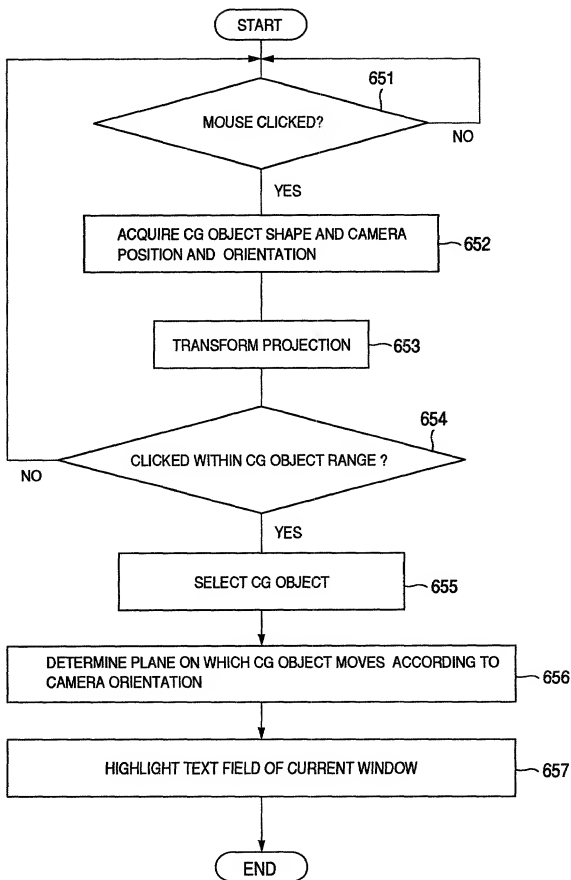 START
651
MOUSE CLICKED?
NO
YES
ACQUIRE CG OBJECT SHAPE AND CAMERA
POSITION AND ORIENTATION
652
TRANSFORM PROJECTION
653
654
CLICKED WITHIN CG OBJECT RANGE ?
NO
YES
SELECT CG OBJECT
655
DETERMINE PLANE ON WHICH CG OBJECT MOVES ACCORDING TO
CAMERA ORIENTATION
656
HIGHLIGHT TEXT FIELD OF CURRENT WINDOW
657
END